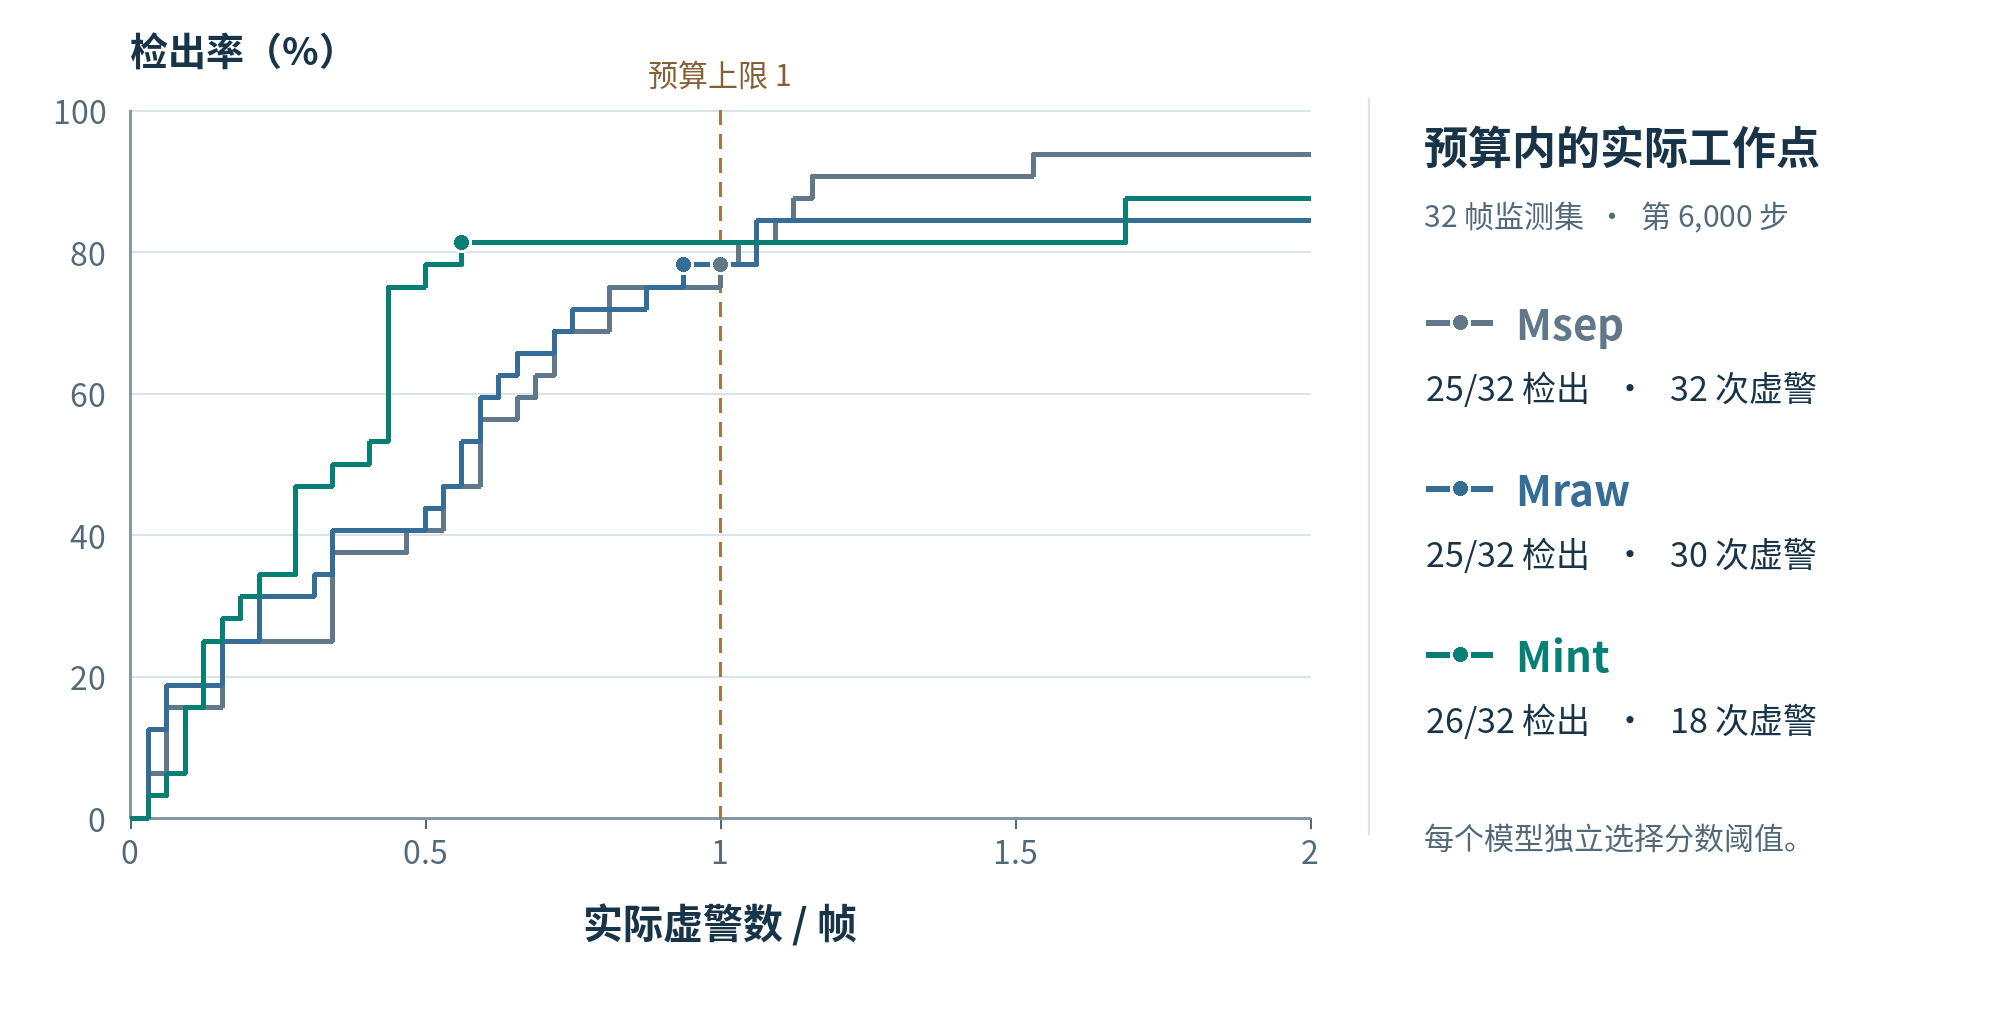 检出率（%）
预算上限 1
100
80
60
40
20
0
0
0.5
1
1.5
2
实际虚警数 / 帧
预算内的实际工作点
32 帧监测集 · 第 6,000 步
Msep
25/32 检出 · 32 次虚警
Mraw
25/32 检出 · 30 次虚警
Mint
26/32 检出 · 18 次虚警
每个模型独立选择分数阈值。